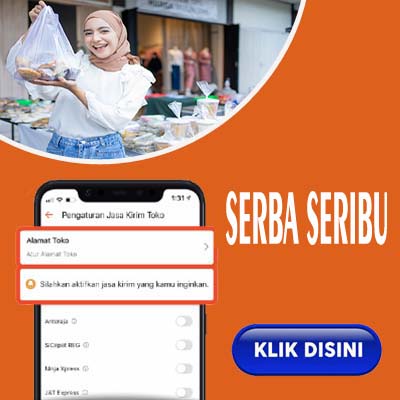 5:31
Pengaturan Jasa Kirim Toko
Alamat Toko
Atur Alamat Toko
Silahkan aktifkan jasa kirim yang kamu inginkan.
Anteraja
SiCepat REG
Ninja Xpress
J&T Express
SERBA SERIBU
KLIK DISINI